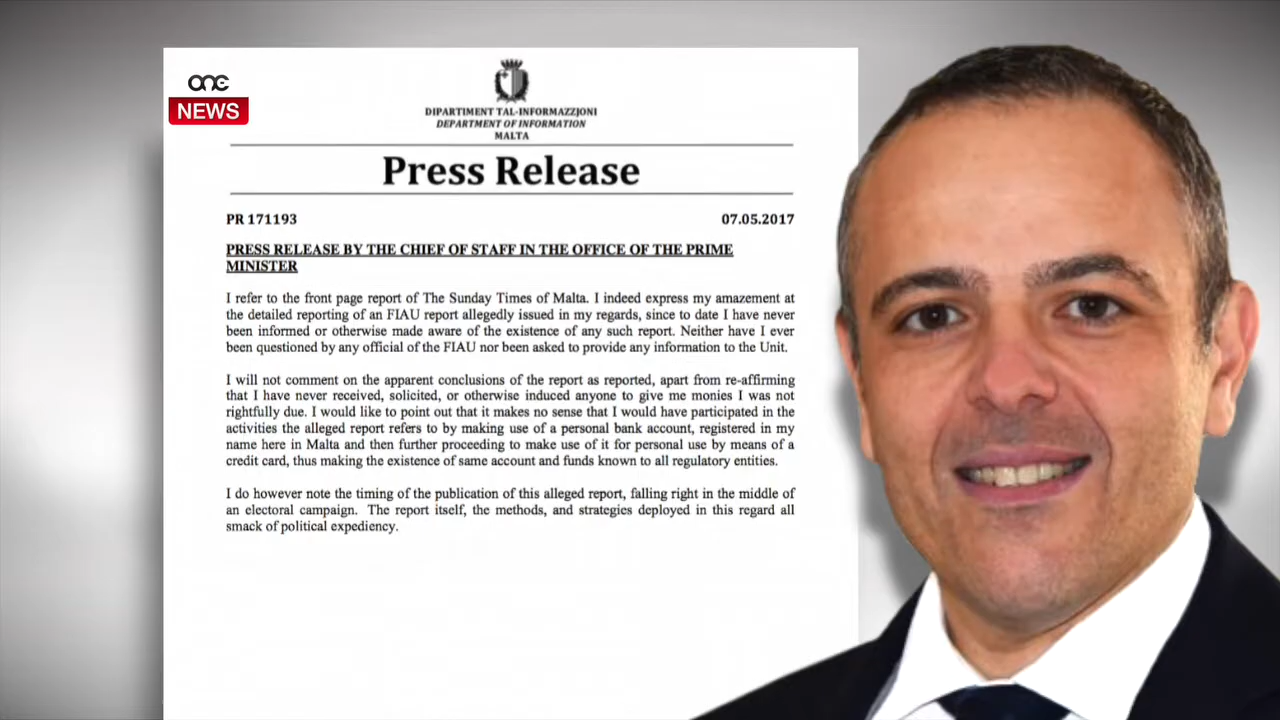 one
NEWS
DIPARTIMENT TAL-INFORMAZZJONI
DEPARTMENT OF INFORMATION
MALTA
Press Release
PR 171193 07.05.2017
PRESS RELEASE BY THE CHIEF OF STAFF IN THE OFFICE OF THE PRIME
MINISTER
I refer to the front page report of The Sunday Times of Malta. I indeed express my amazement at
the detailed reporting of an FIAU report allegedly issued in my regards, since to date I have never
been informed or otherwise made aware of the existence of any such report. Neither have I ever
been questioned by any official of the FIAU nor been asked to provide any information to the Unit.
I will not comment on the apparent conclusions of the report as reported, apart from re-affirming
that I have never received, solicited, or otherwise induced anyone to give me monies I was not
rightfully due. I would like to point out that it makes no sense that I would have participated in the
activities the alleged report refers to by making use of a personal bank account, registered in my
name here in Malta and then further proceeding to make use of it for personal use by means of a
credit card, thus making the existence of same account and funds known to all regulatory entities.
I do however note the timing of the publication of this alleged report, falling right in the middle of
an electoral campaign. The report itself, the methods, and strategies deployed in this regard all
smack of political expediency.